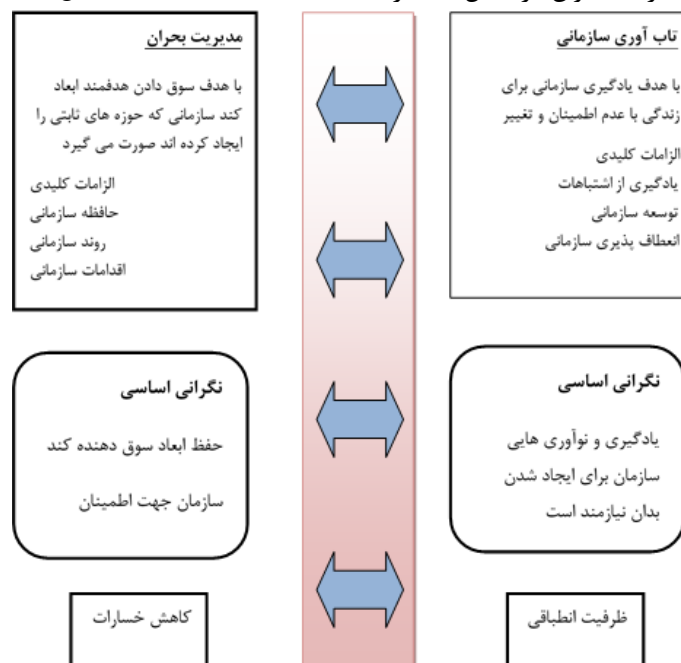 تاب آوری سازمانی
با هدف یادگیری سازمانی برای
زندگی با عدم اطمینان و تغییر
الزامات کلیدی
یادگیری از اشتباهات
توسعه سازمانی
انعطاف پذیری سازمانی
مدیریت بحران
با هدف سوق دادن هدفمند ابعاد
کند سازمانی که حوزه های ثابتی را
ایجاد کرده اند صورت می گیرد
الزامات کلیدی
حافظه سازمانی
روند سازمانی
اقدامات سازمانی
نگرانی اساسی
یادگیری و نوآوری هایی
سازمان برای ایجاد شدن
بدان نیازمند است
نگرانی اساسی
حفظ ابعاد سوق دهنده کند
سازمان جهت اطمینان
ظرفیت انطباقی
کاهش خسارات